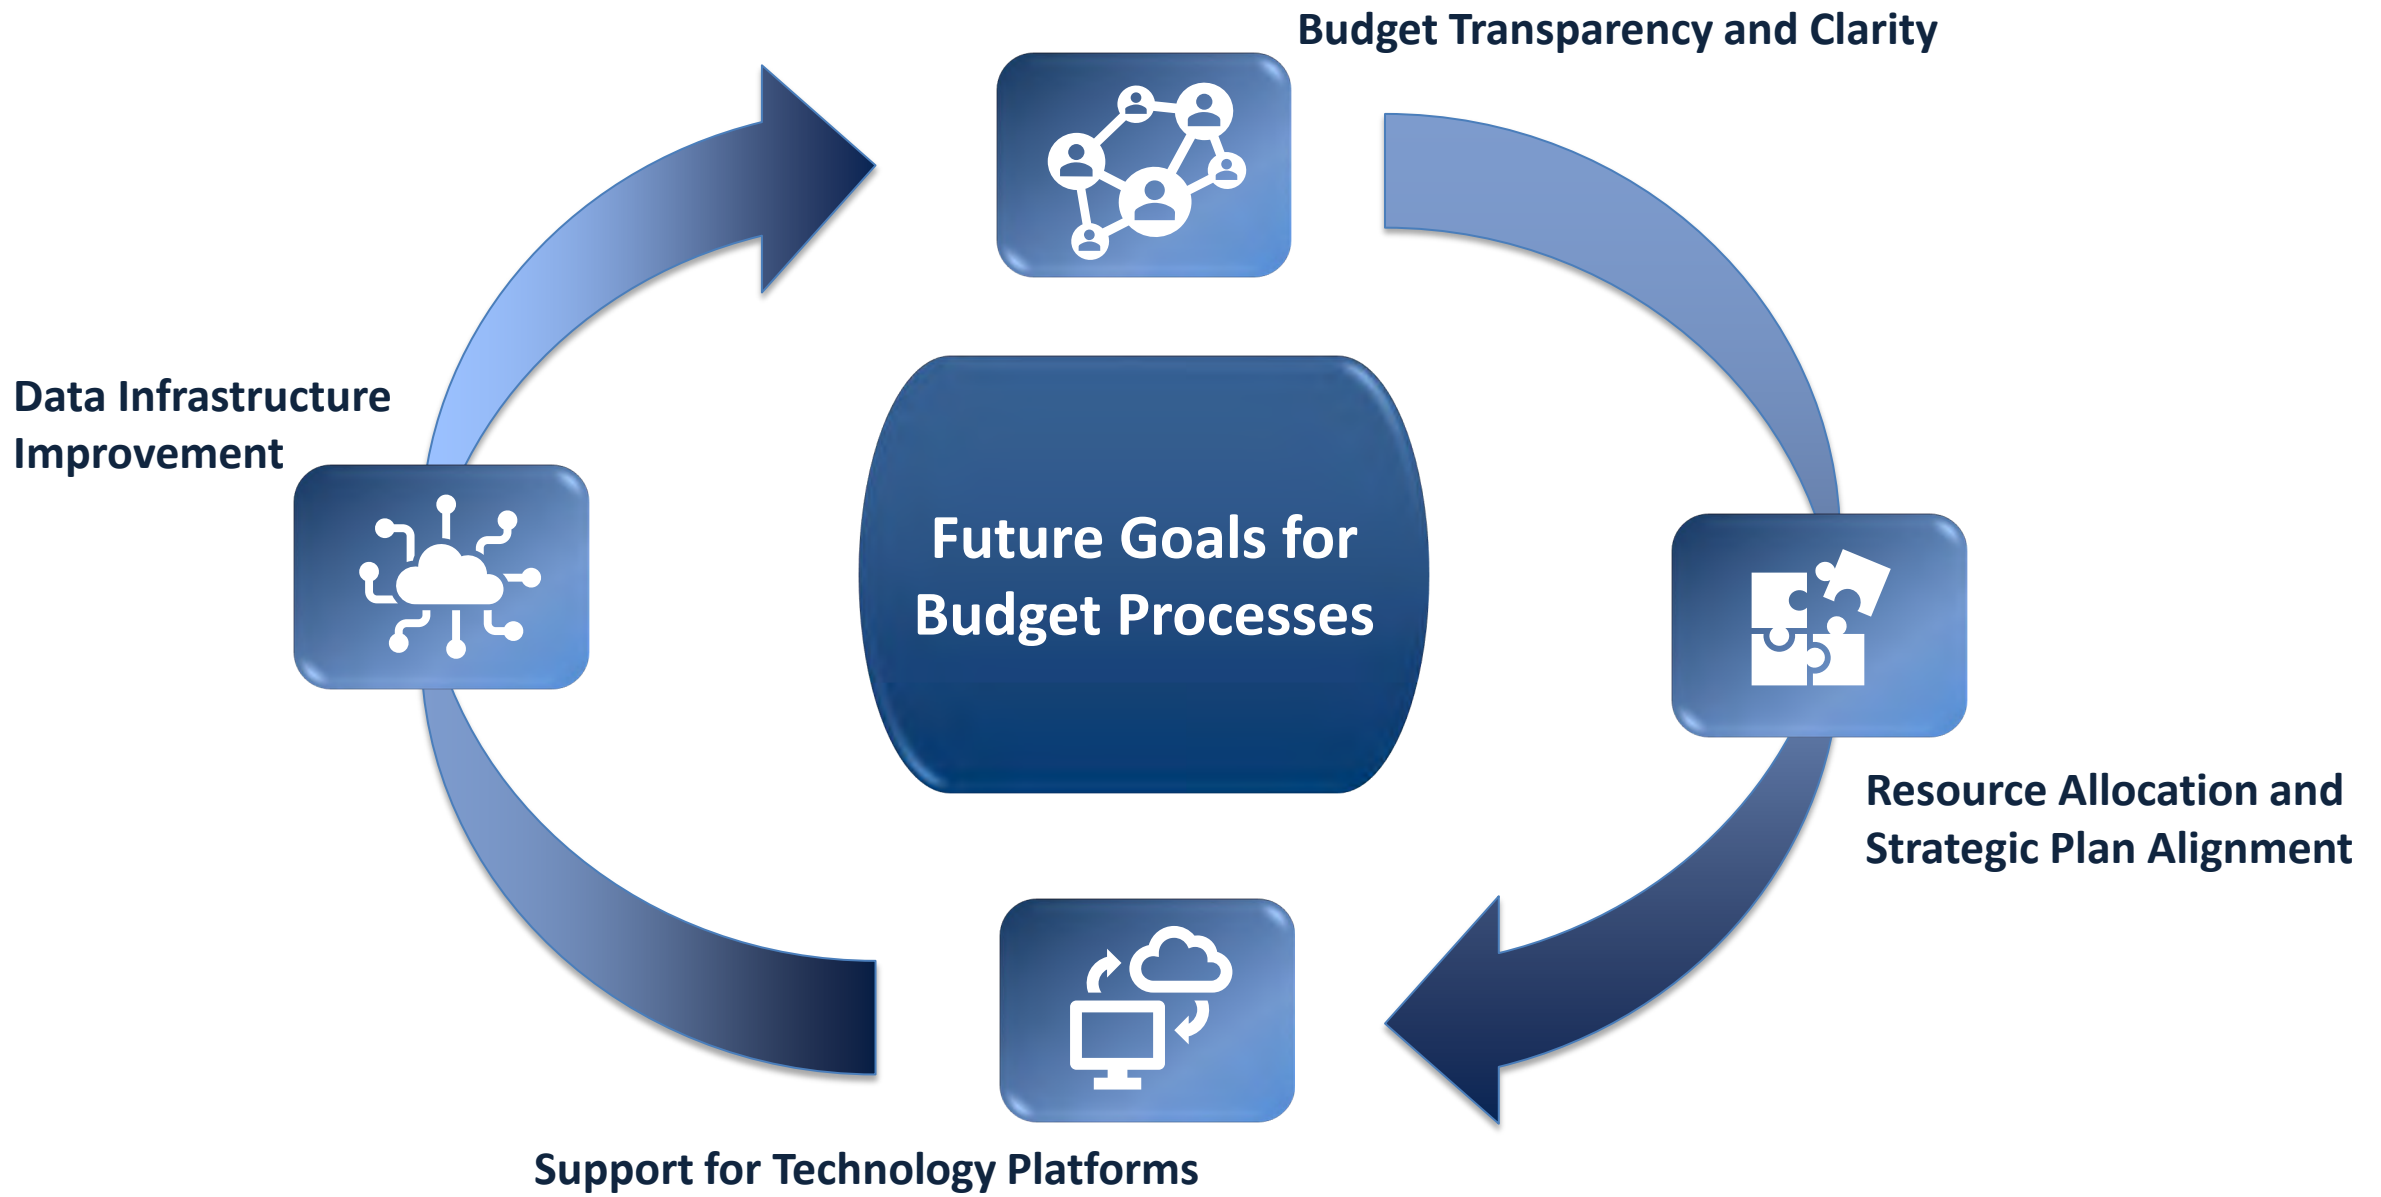 Budget Transparency and Clarity
Data Infrastructure
Improvement
Future Goals for
Budget Processes
Resource Allocation and
Strategic Plan Alignment
Support for Technology Platforms